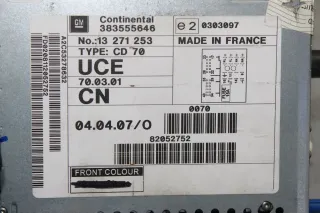 GM
Continental
383555646
e2 0303097
No.:13 271 253
MADE IN FRANCE
TYPE: CD 70
UCE
70.03.01
CN
0070
04.04.07/O
82052752
FRONT COLOUR